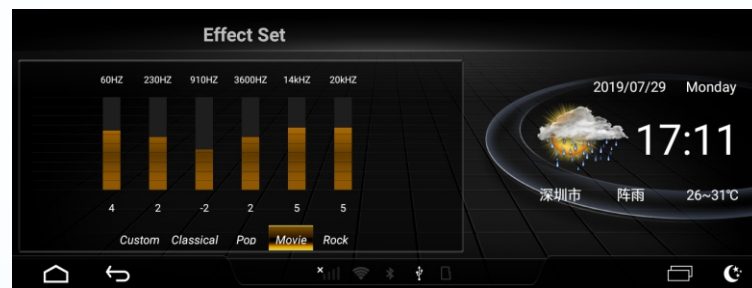 Effect Set
60HZ 230HZ 910HZ 3600HZ 14kHZ 20kHZ
4 2 -2 2 5 5
Custom Classical Pop Movie Rock
2019/07/29 Monday
17:11
深圳市 阵雨 26~31℃